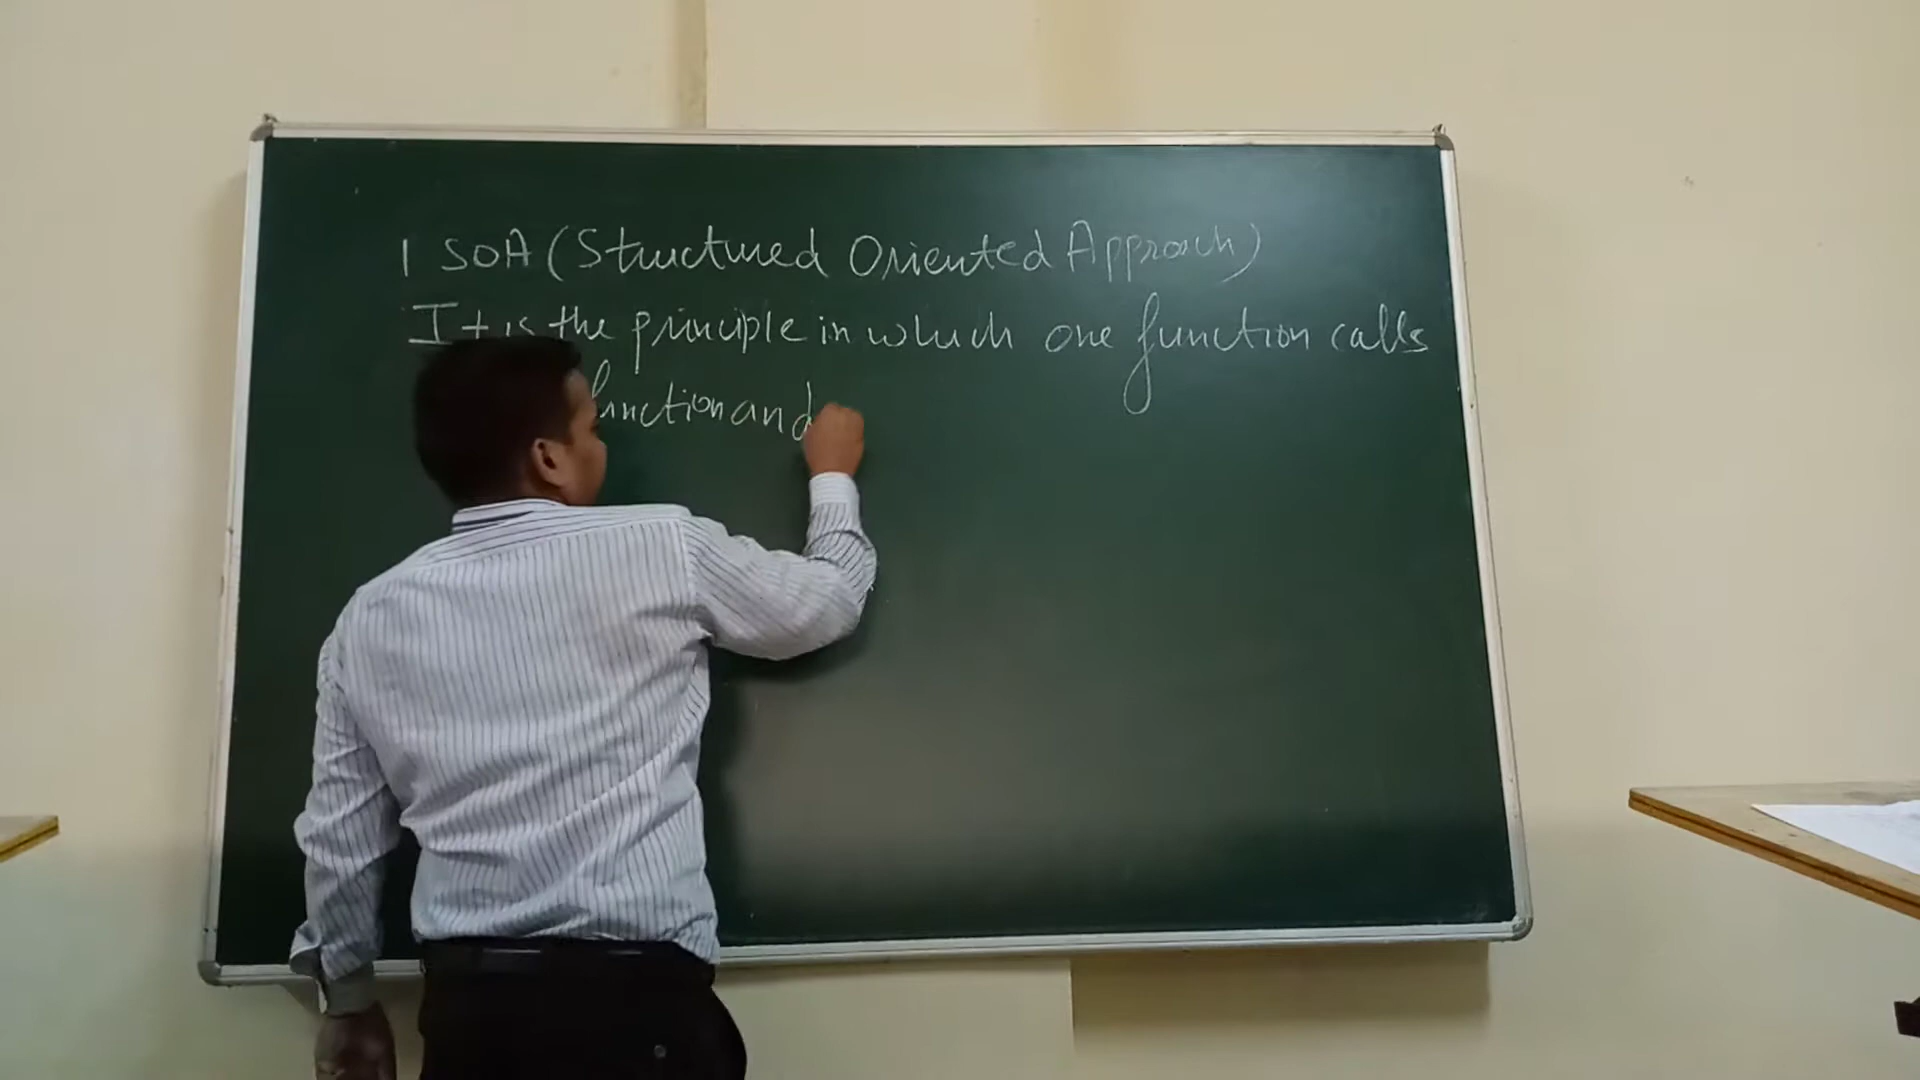 1 SOA (Structured Oriented Approach)
It is the principle in which one function calls
function and